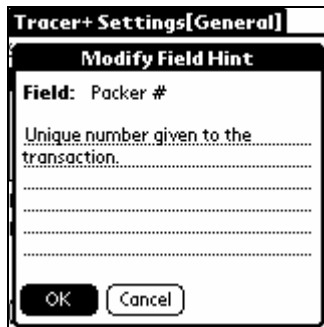 Tracer+ Settings[General]
Modify Field Hint
Field: Packer #
Unique number given to the
transaction.
OK Cancel